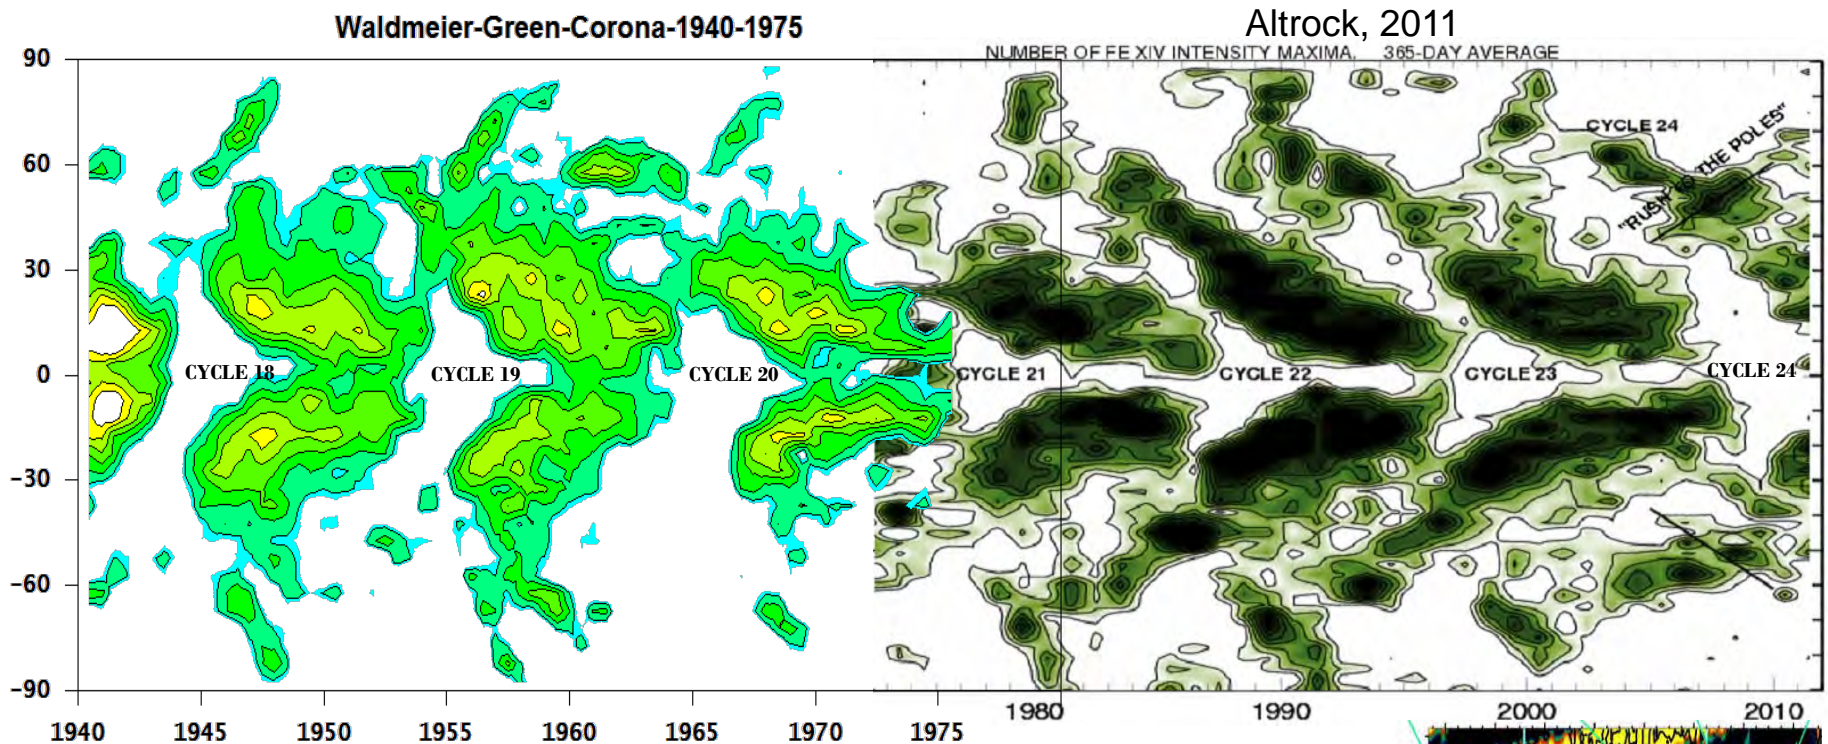 Waldmeier-Green-Corona-1940-1975
Altrock, 2011
NUMBER OF FE XIV INTENSITY MAXIMA. 365-DAY AVERAGE
90
60
30
0
-30
-60
-90
CYCLE 18
CYCLE 19
CYCLE 20
CYCLE 21
CYCLE 22
CYCLE 23
CYCLE 24
CYCLE 24
THE POLES"
1940
1945
1950
1955
1960
1965
1970
1975
1980
1990
2000
2010